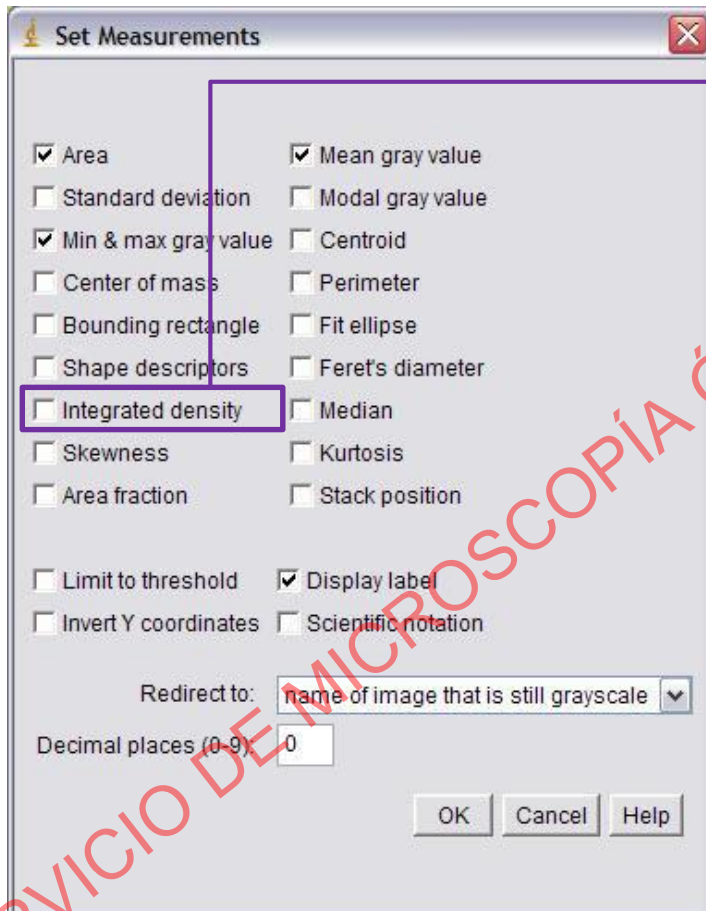 Set Measurements
Area Mean gray value
Standard deviation Modal gray value
Min & max gray value Centroid
Center of mass Perimeter
Bounding rectangle Fit ellipse
Shape descriptors Feret's diameter
Integrated density Median
Skewness Kurtosis
Area fraction Stack position
Limit to threshold Display label
Invert Y coordinates Scientific notation
Redirect to: name of image that is still grayscale
Decimal places (0-9): 0
OK Cancel Help
DE MICROSCOPÍA